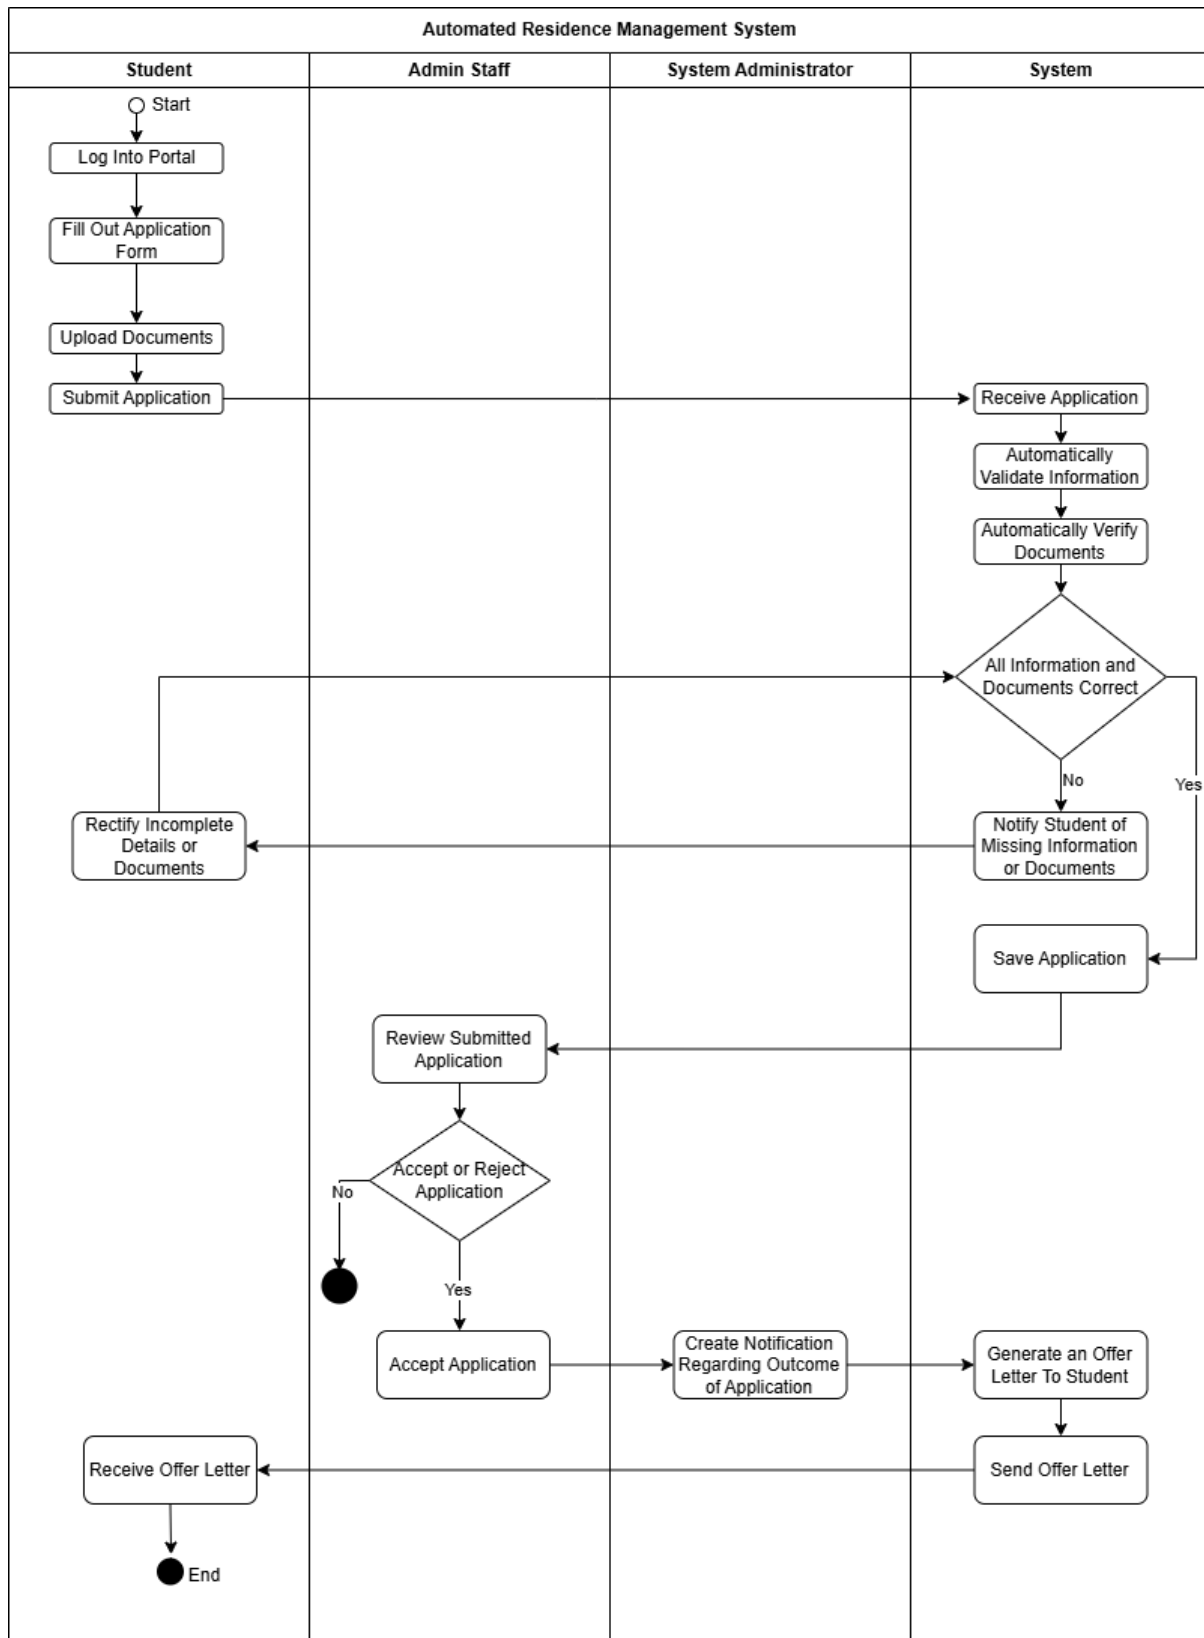 Automated Residence Management System
Student
Admin Staff
System Administrator
System
Start
Log Into Portal
Fill Out Application
Form
Upload Documents
Submit Application
Receive Application
Automatically
Validate Information
Automatically Verify
Documents
All Information and
Documents Correct
No
Yes
Rectify Incomplete
Details or
Documents
Notify Student of
Missing Information
or Documents
Save Application
Review Submitted
Application
Accept or Reject
Application
No
Yes
Accept Application
Create Notification
Regarding Outcome
of Application
Generate an Offer
Letter To Student
Receive Offer Letter
Send Offer Letter
End